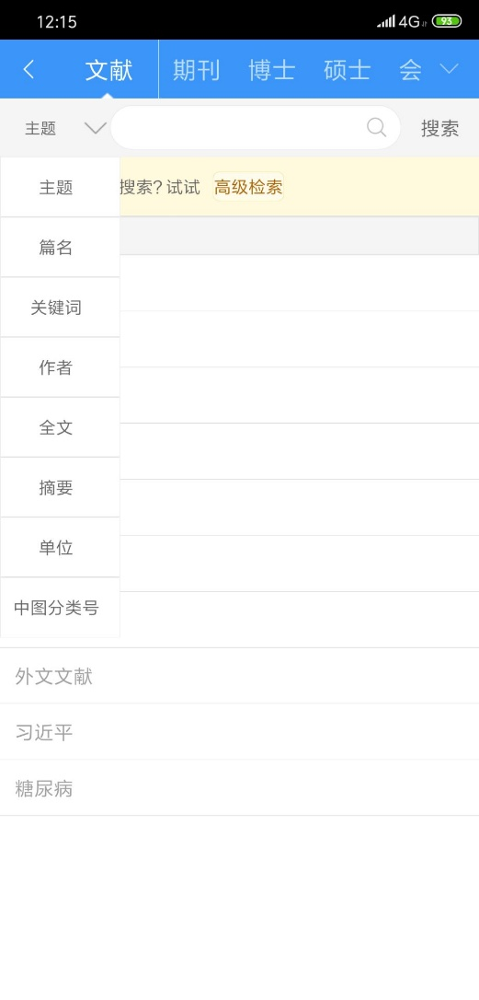 12:15 4G 93
文献 期刊 博士 硕士 会
主题 搜索
主题 搜索? 试试 高级检索
篇名
关键词
作者
全文
摘要
单位
中图分类号
外文文献
习近平
糖尿病